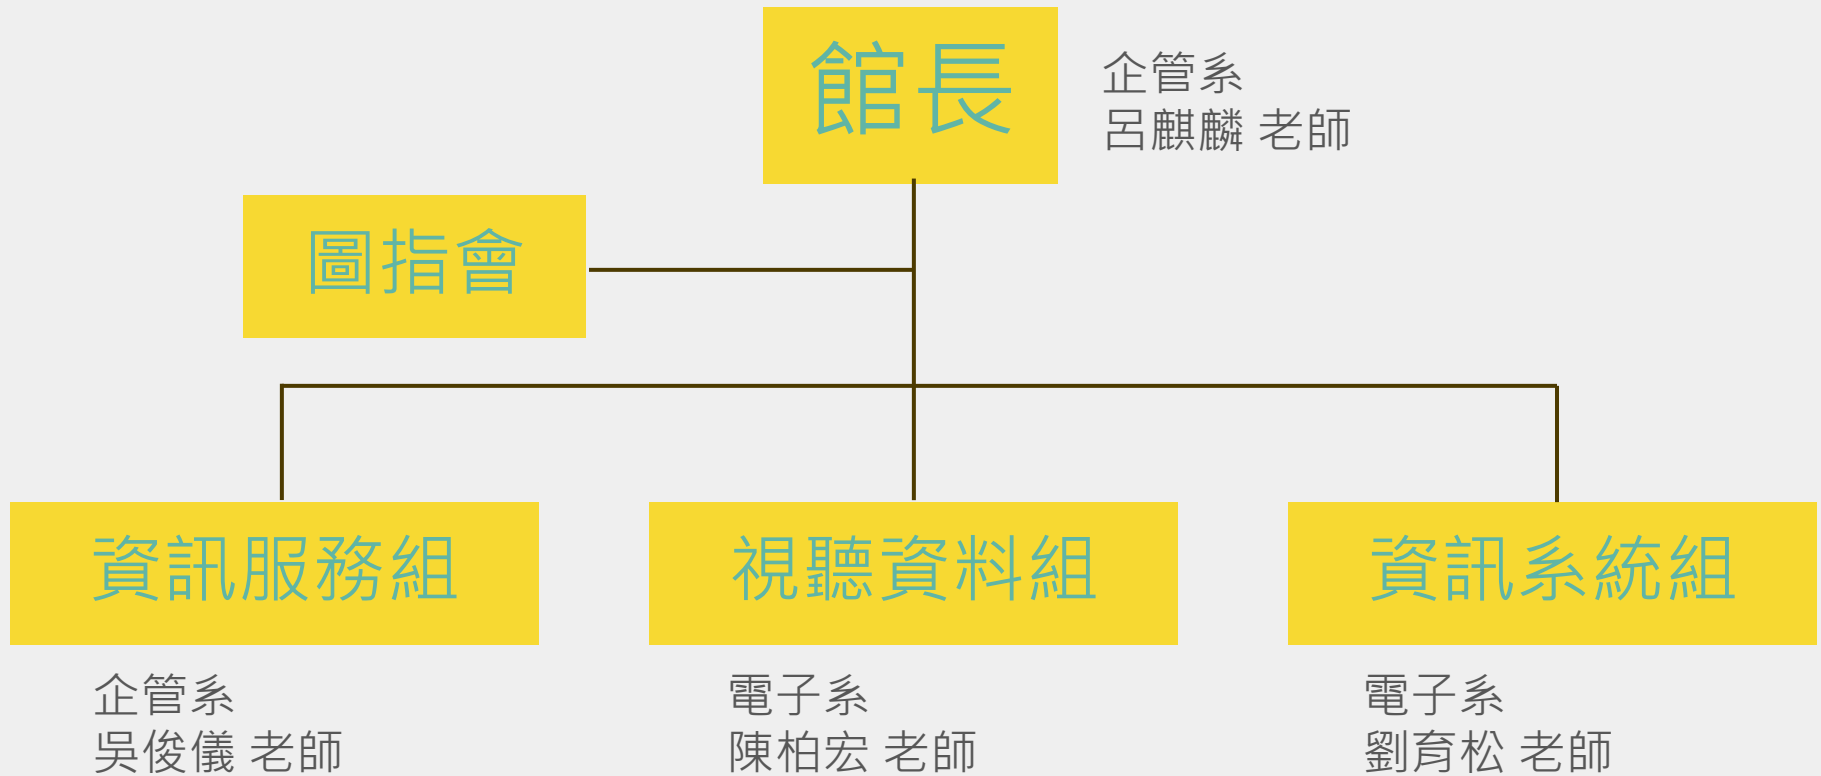 館長
企管系
呂麒麟 老師
圖指會
資訊服務組
視聽資料組
資訊系統組
企管系
吳俊儀 老師
電子系
陳柏宏 老師
電子系
劉育松 老師